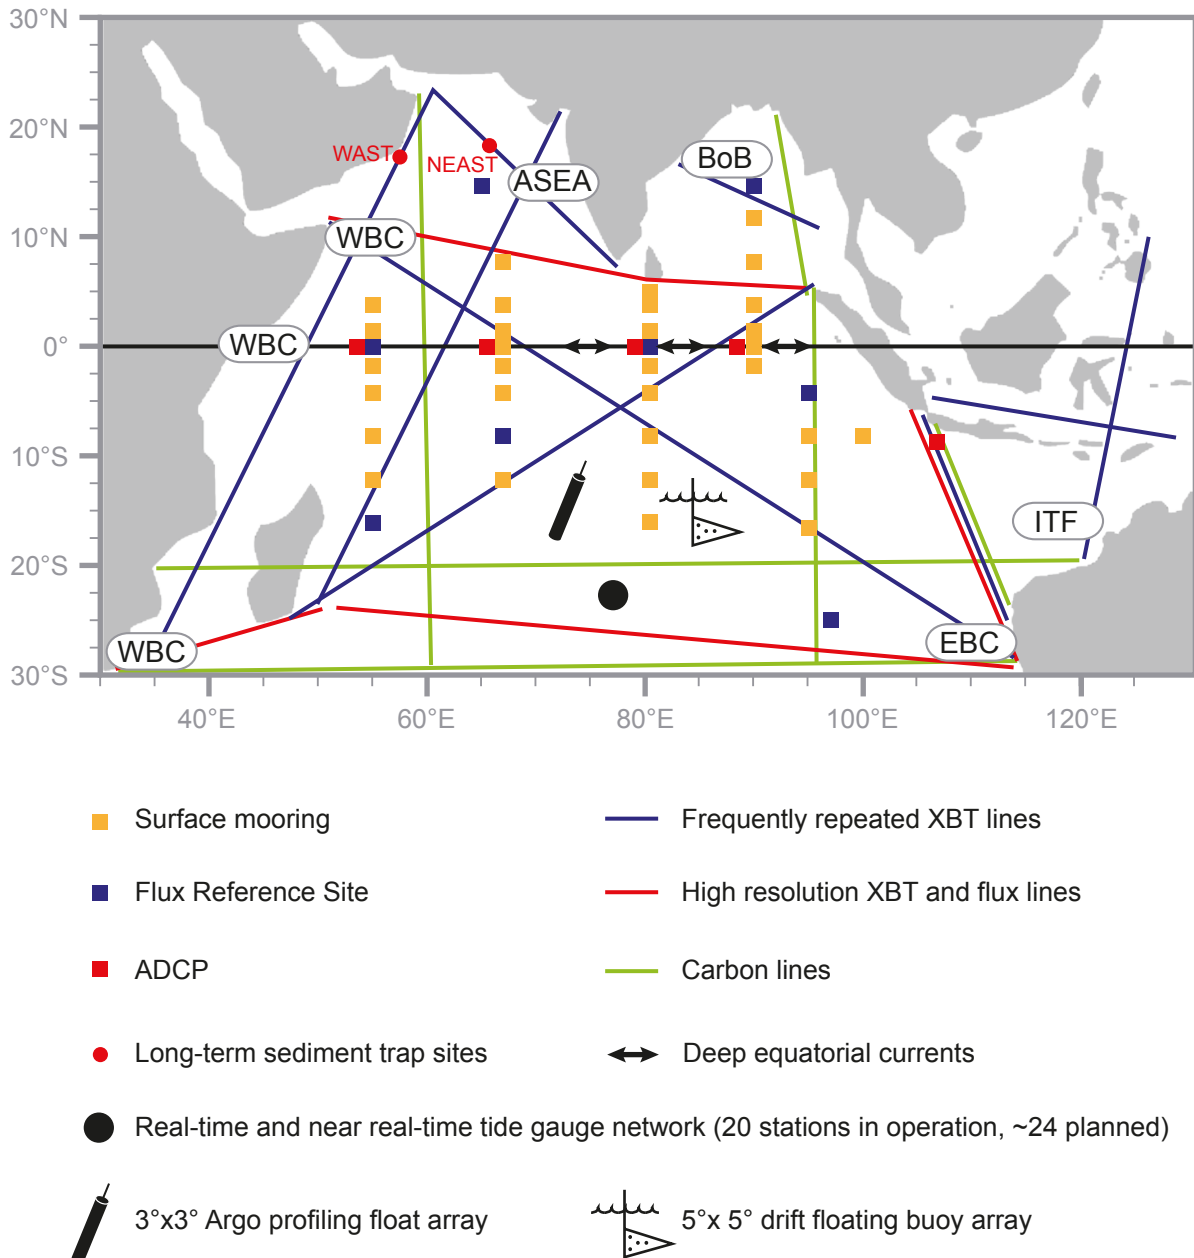 30°N
20°N
10°N
0°
10°S
20°S
30°S
WAST
NEAST
ASEA
BoB
WBC
WBC
ITF
WBC
EBC
40°E
60°E
80°E
100°E
120°E
Surface mooring
Frequently repeated XBT lines
Flux Reference Site
High resolution XBT and flux lines
ADCP
Carbon lines
Long-term sediment trap sites
Deep equatorial currents
Real-time and near real-time tide gauge network (20 stations in operation, ~24 planned)
3°x3° Argo profiling float array
5°x 5° drift floating buoy array